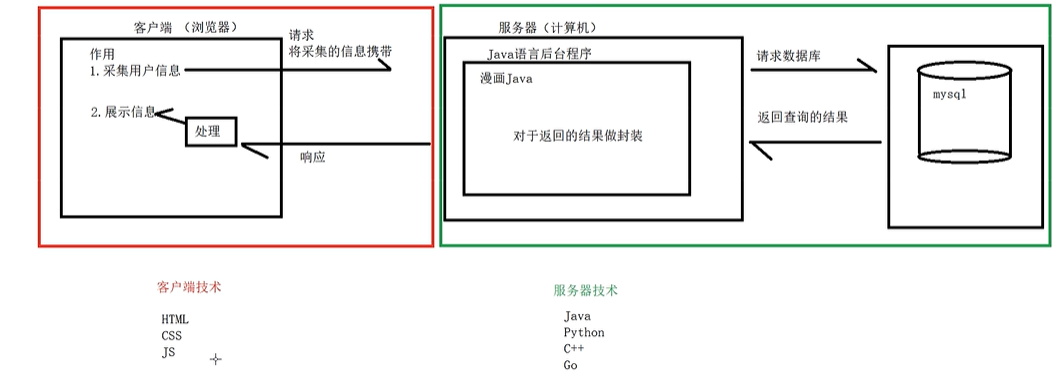 客户端 （浏览器）
作用
1.采集用户信息
2.展示信息
处理
请求
将采集的信息携带
响应
服务器（计算机）
Java语言后台程序
漫画Java
对于返回的结果做封装
请求数据库
返回查询的结果
mysql
客户端技术
HTML
CSS
JS
服务器技术
Java
Python
C++
Go